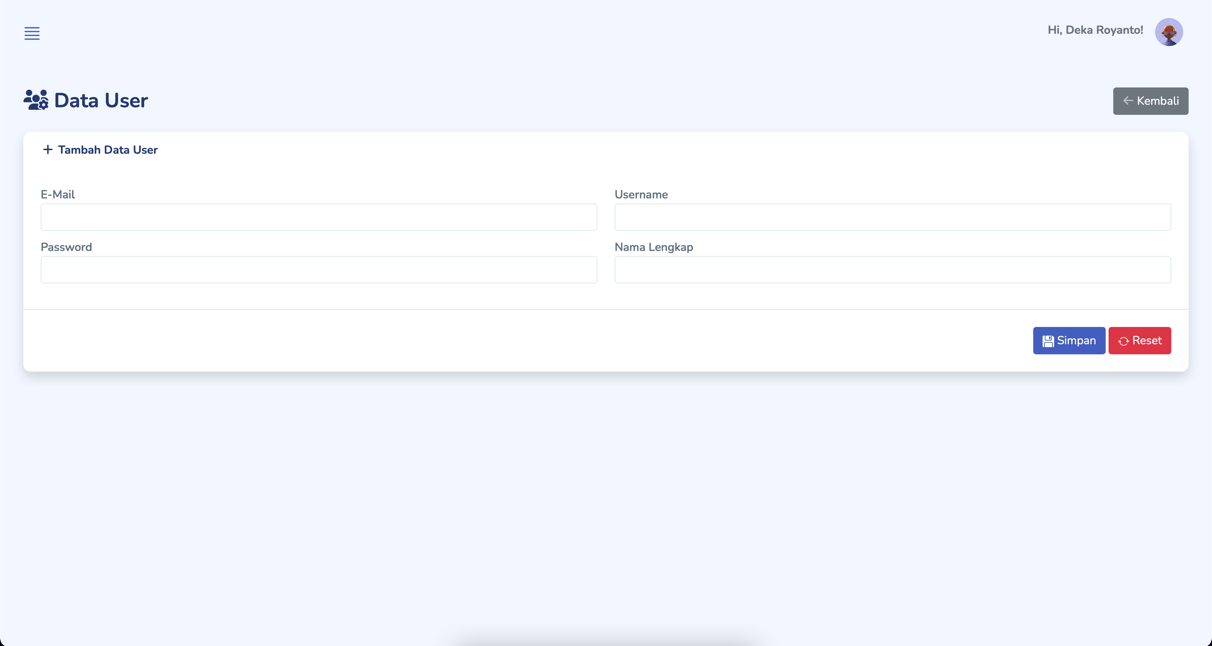 Hi, Deka Royanto!
Data User
Kembali
Tambah Data User
E-Mail
Username
Password
Nama Lengkap
Simpan
Reset